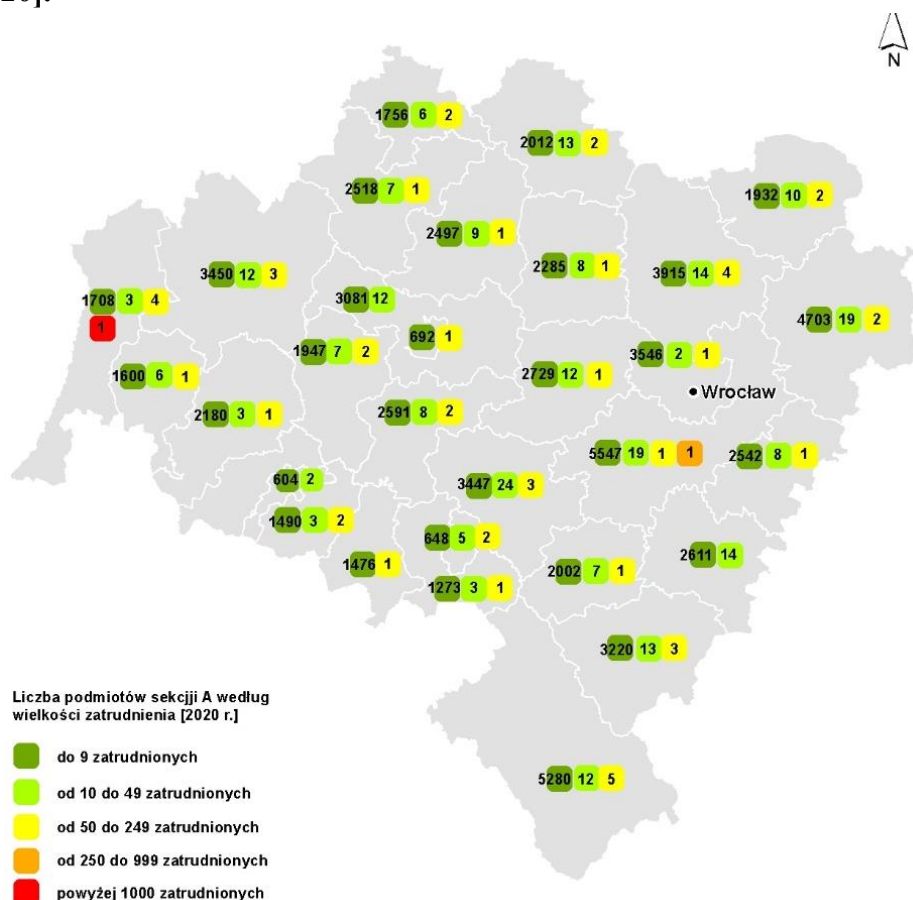 N
1756 6 2
2012 13 2
2518 7 1
1932 10 2
2497 9 1
3450 12 3
2285 8 1
3915 14 4
1708 3 4
1
3081 12
4703 19 2
692 1
1947 7 2
3546 2 1
1600 6 1
2729 12 1
Wrocław
2180 3 1
2591 8 2
5547 19 1 1
2542 8 1
604 2
3447 24 3
1490 3 2
648 5 2
2611 14
1476 1
2002 7 1
1273 3 1
3220 13 3
5280 12 5
Liczba podmiotów sekcjji A według
wielkości zatrudnienia [2020 r.]
do 9 zatrudnionych
od 10 do 49 zatrudnionych
od 50 do 249 zatrudnionych
od 250 do 999 zatrudnionych
powyżej 1000 zatrudnionych